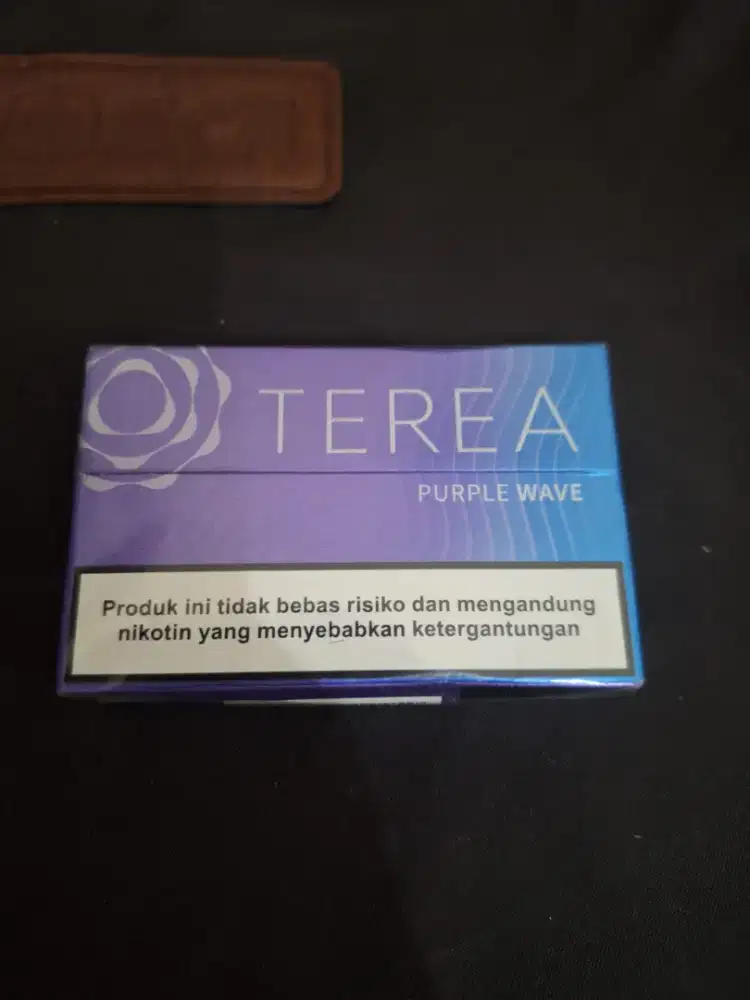 TEREA
PURPLE WAVE
Produk ini tidak bebas risiko dan mengandung
nikotin yang menyebabkan ketergantungan